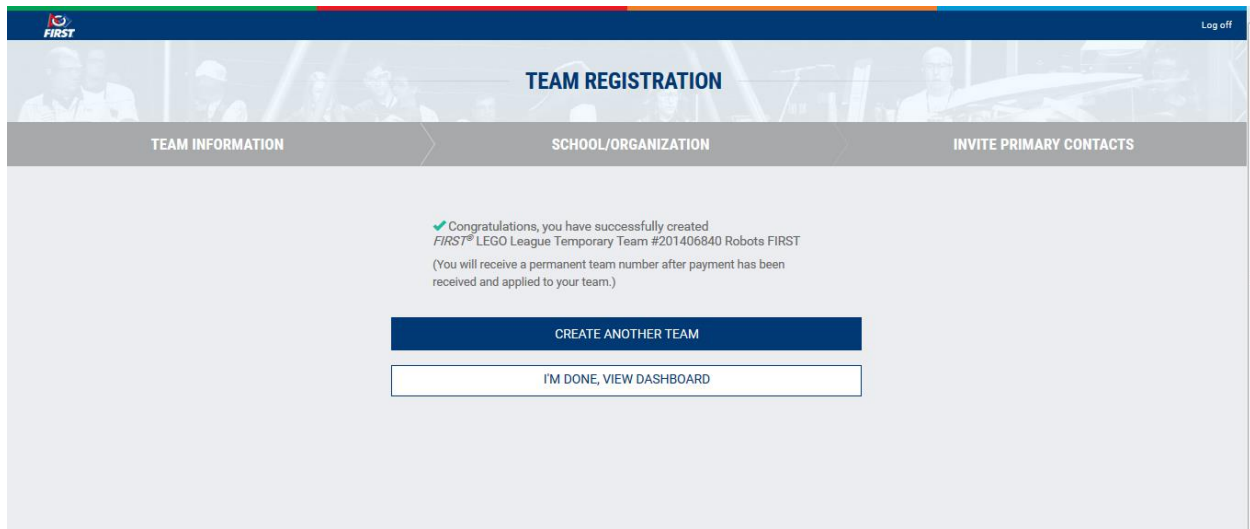 FIRST
Log off
TEAM REGISTRATION
TEAM INFORMATION
SCHOOL/ORGANIZATION
INVITE PRIMARY CONTACTS
Congratulations, you have successfully created
FIRST® LEGO League Temporary Team #201406840 Robots FIRST
(You will receive a permanent team number after payment has been
received and applied to your team.)
CREATE ANOTHER TEAM
I'M DONE, VIEW DASHBOARD